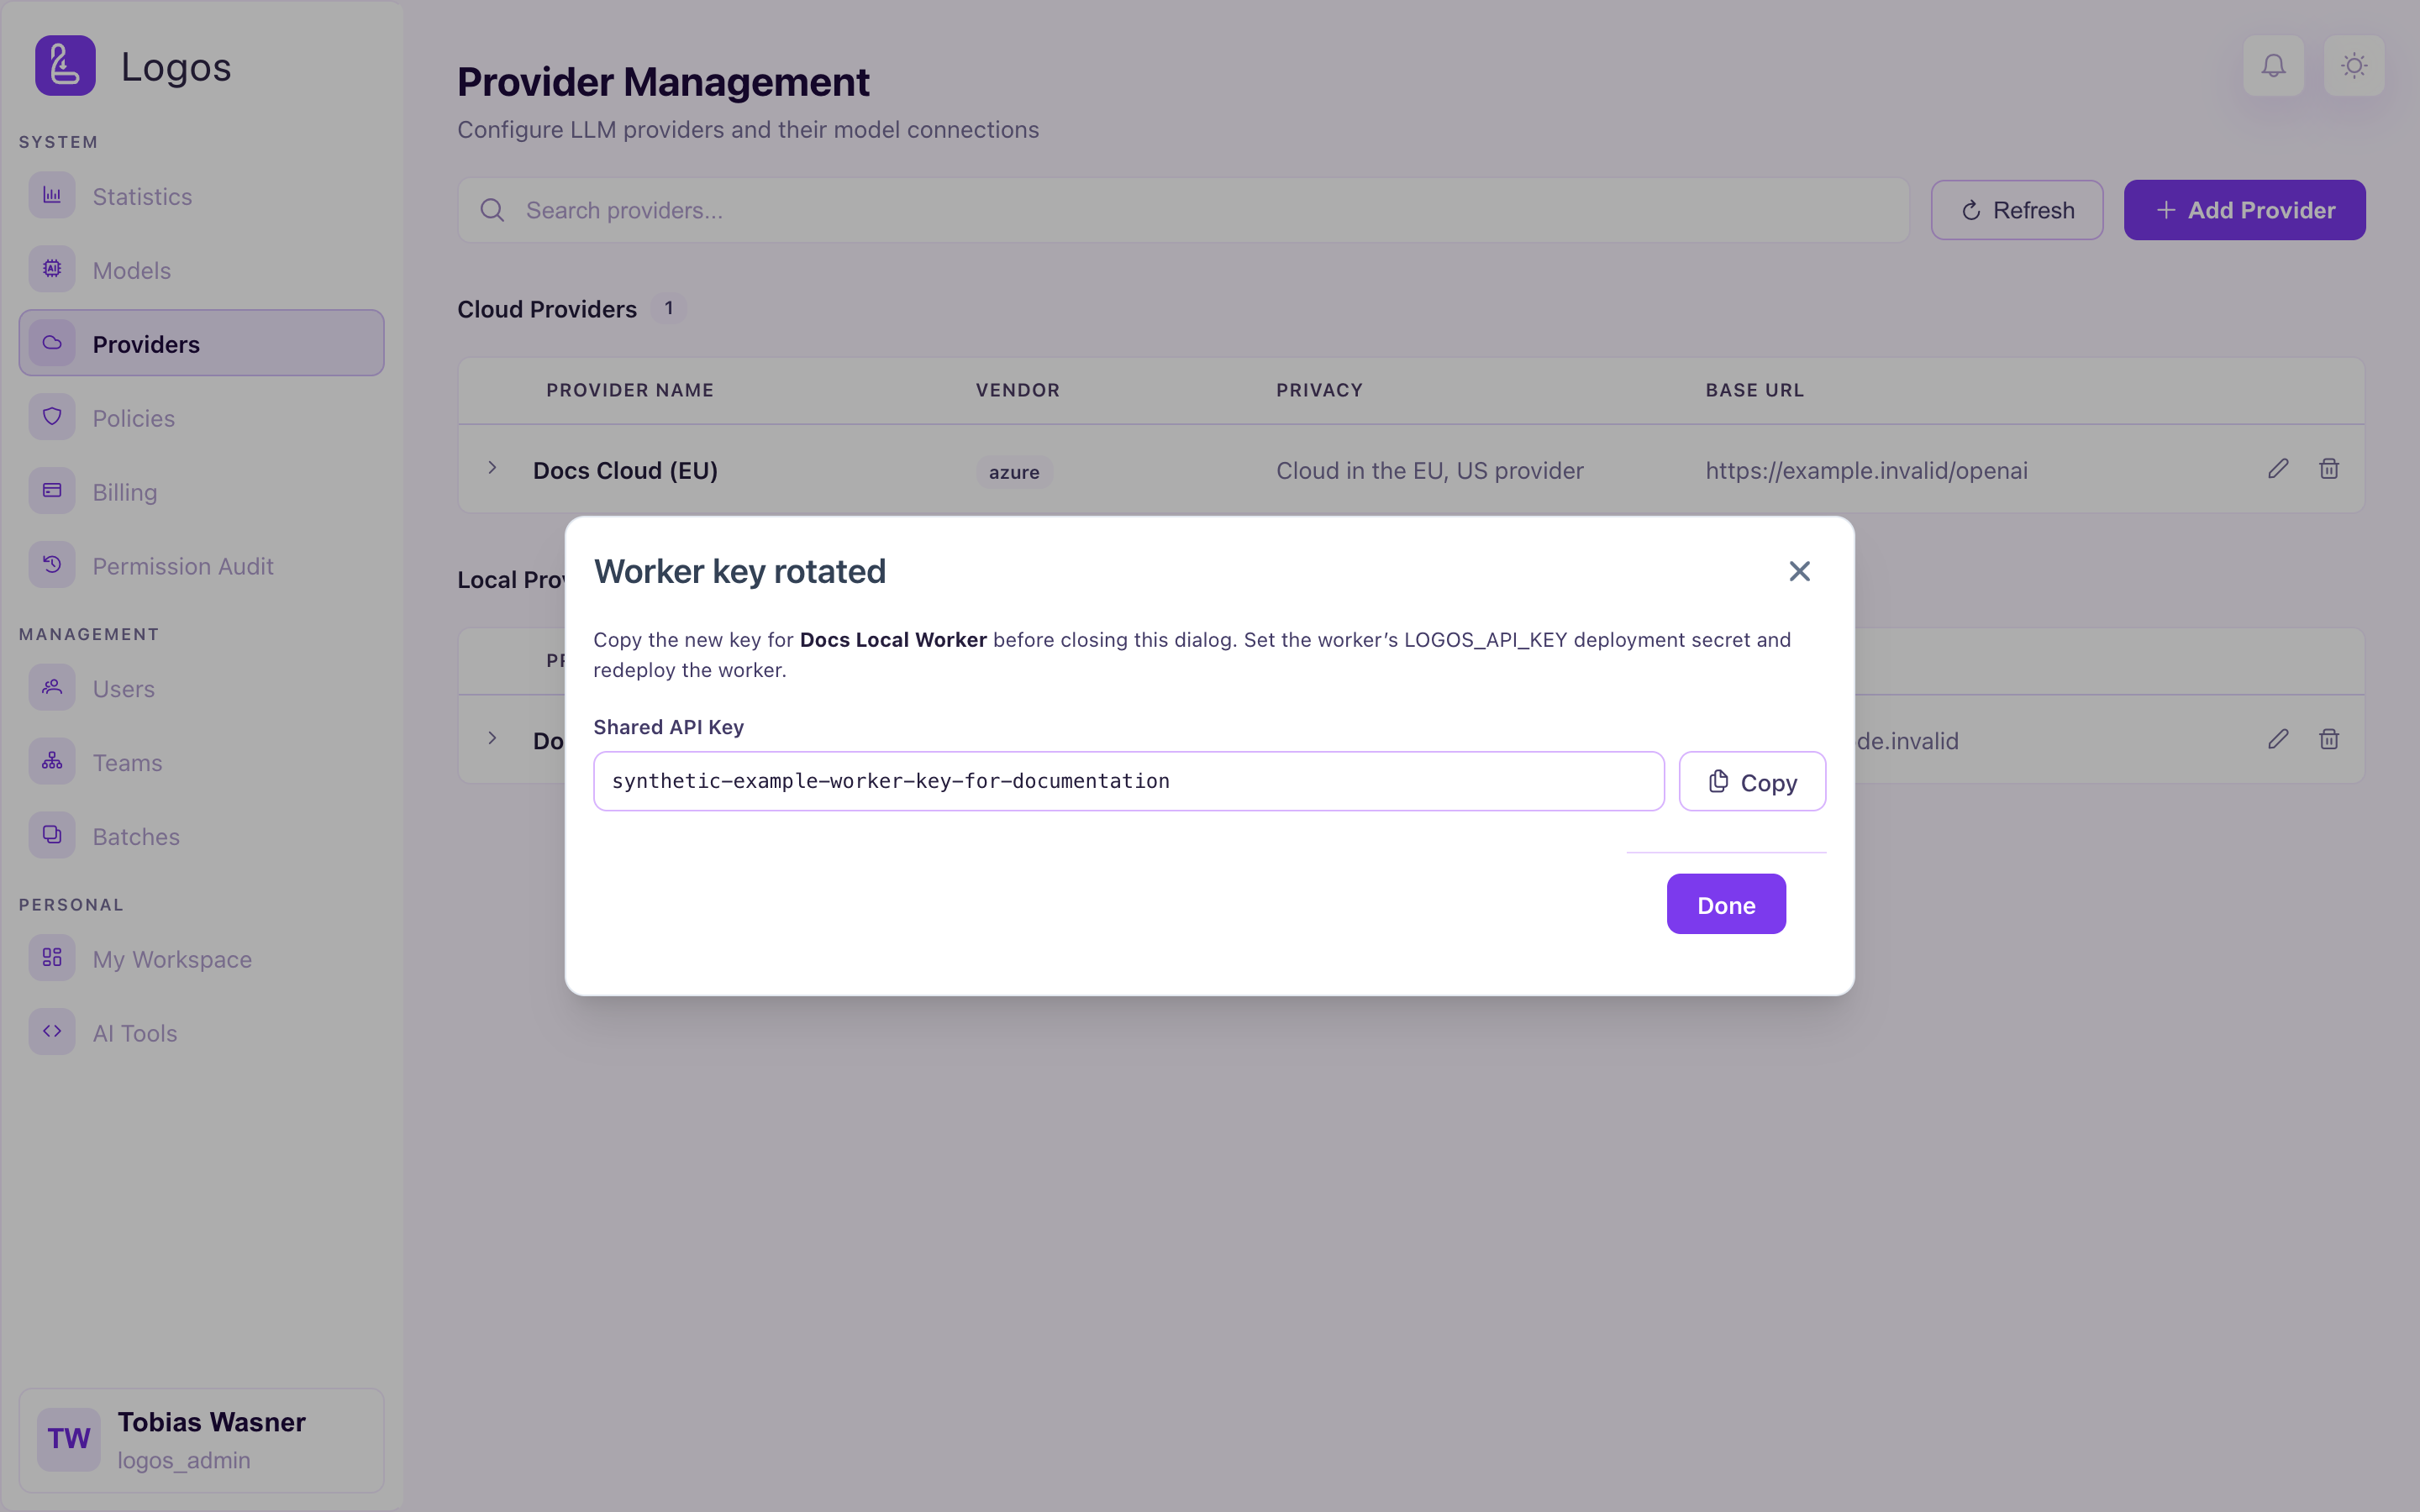 Logos
SYSTEM
Statistics
Models
Providers
Policies
Billing
Permission Audit
MANAGEMENT
Users
Teams
Batches
PERSONAL
My Workspace
AI Tools
TW
Tobias Wasner
logos_admin
Provider Management
Configure LLM providers and their model connections
Search providers...
Refresh
Add Provider
Cloud Providers 1
PROVIDER NAME VENDOR PRIVACY BASE URL
Docs Cloud (EU) azure Cloud in the EU, US provider https://example.invalid/openai
Local
de.invalid
Worker key rotated
Copy the new key for Docs Local Worker before closing this dialog. Set the worker’s LOGOS_API_KEY deployment secret and
redeploy the worker.
Shared API Key
synthetic-example-worker-key-for-documentation
Copy
Done